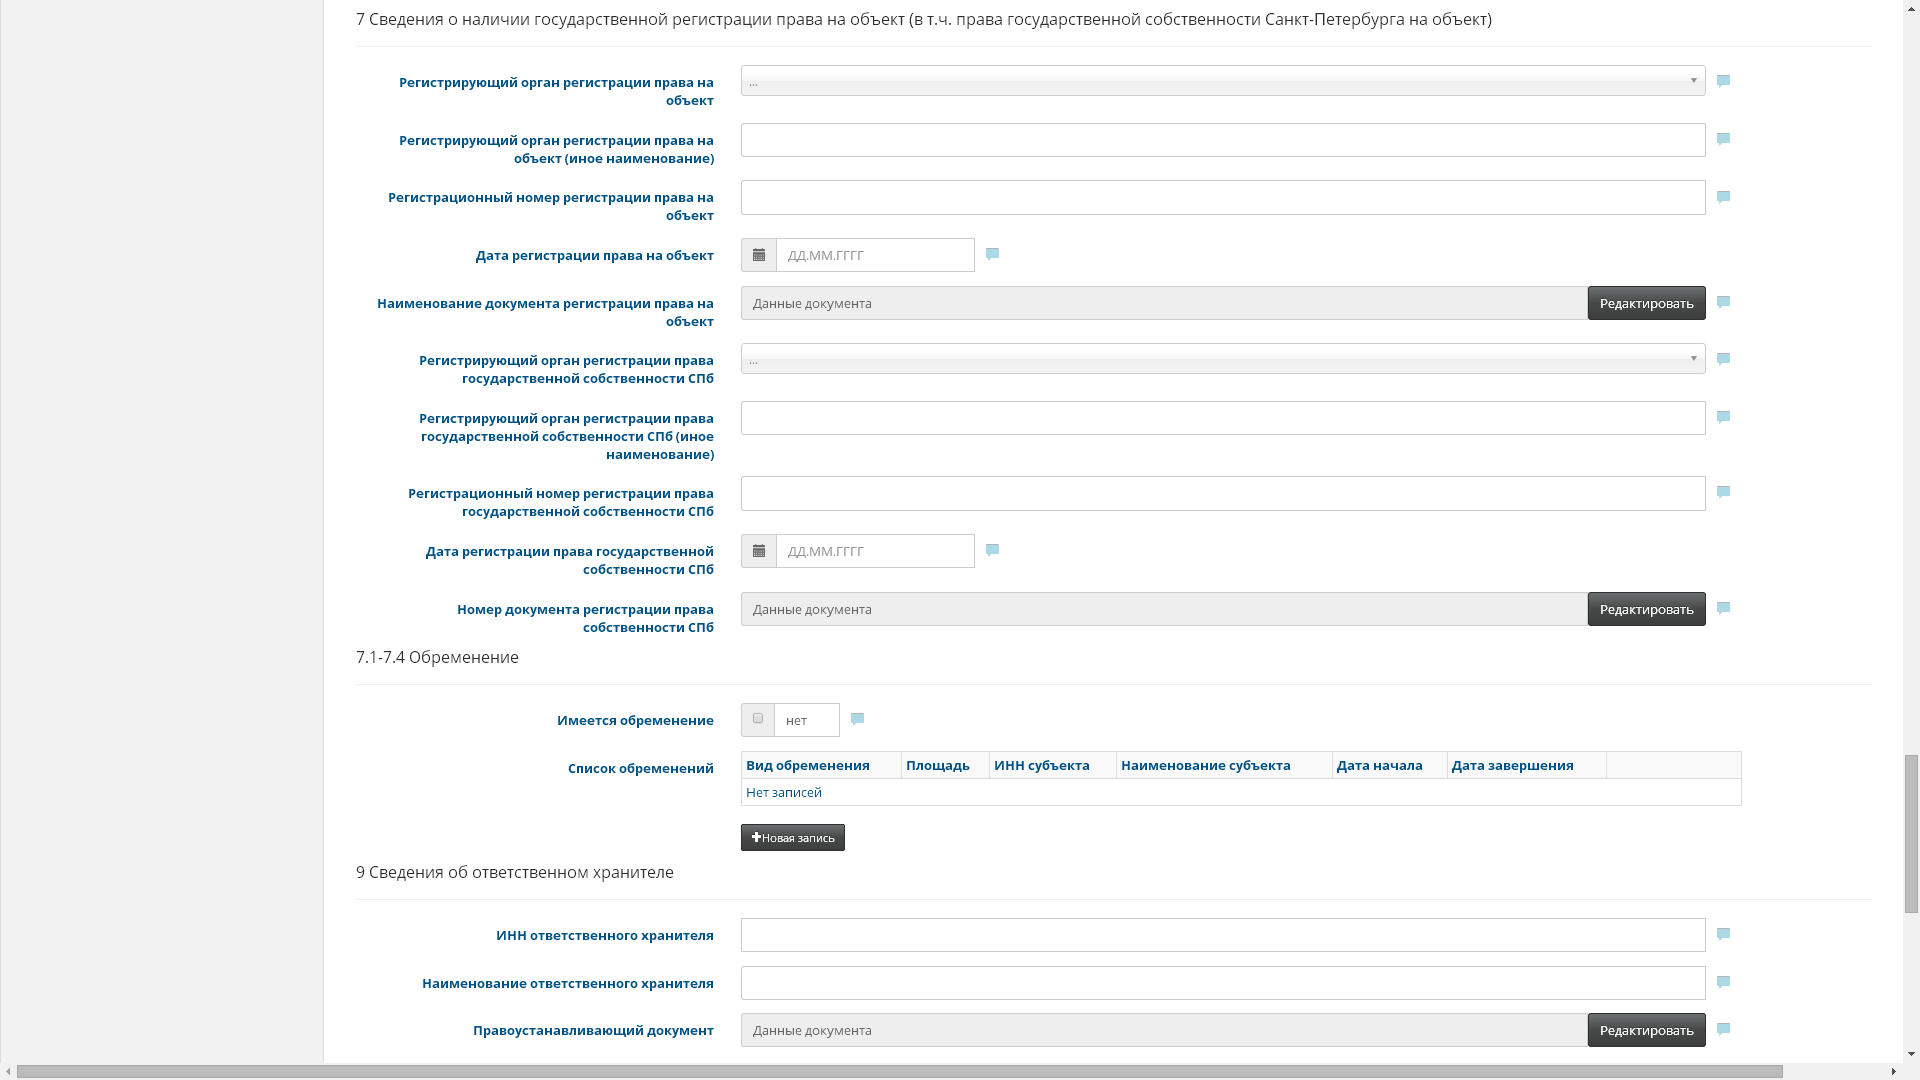 7 Сведения о наличии государственной регистрации права на объект (в т.ч. права государственной собственности Санкт-Петербурга на объект)
Регистрирующий орган регистрации права на
объект
...
Регистрирующий орган регистрации права на
объект (иное наименование)
Регистрационный номер регистрации права на
объект
Дата регистрации права на объект
ДД.ММ.ГГГГ
Наименование документа регистрации права на
объект
Данные документа
Редактировать
Регистрирующий орган регистрации права
государственной собственности СПб
...
Регистрирующий орган регистрации права
государственной собственности СПб (иное
наименование)
Регистрационный номер регистрации права
государственной собственности СПб
Дата регистрации права государственной
собственности СПб
ДД.ММ.ГГГГ
Номер документа регистрации права
собственности СПб
Данные документа
Редактировать
7.1-7.4 Обременение
Имеется обременение
нет
Список обременений
Вид обременения Площадь ИНН субъекта Наименование субъекта Дата начала Дата завершения
Нет записей
Новая запись
9 Сведения об ответственном хранителе
ИНН ответственного хранителя
Наименование ответственного хранителя
Правоустанавливающий документ
Данные документа
Редактировать